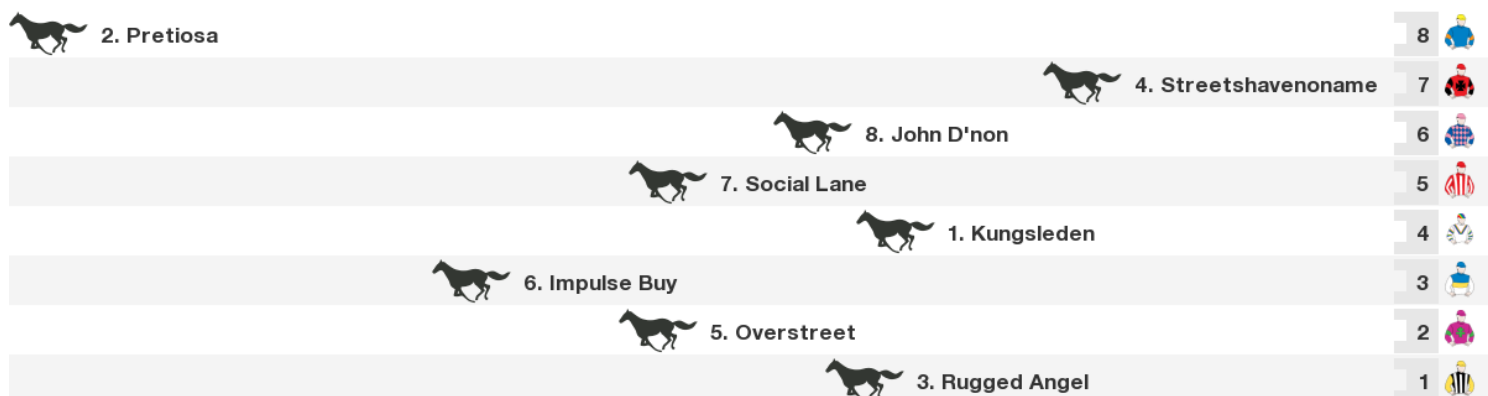 2. Pretiosa 8
4. Streetshavenoname 7
8. John D'non 6
7. Social Lane 5
1. Kungsleden 4
6. Impulse Buy 3
5. Overstreet 2
3. Rugged Angel 1